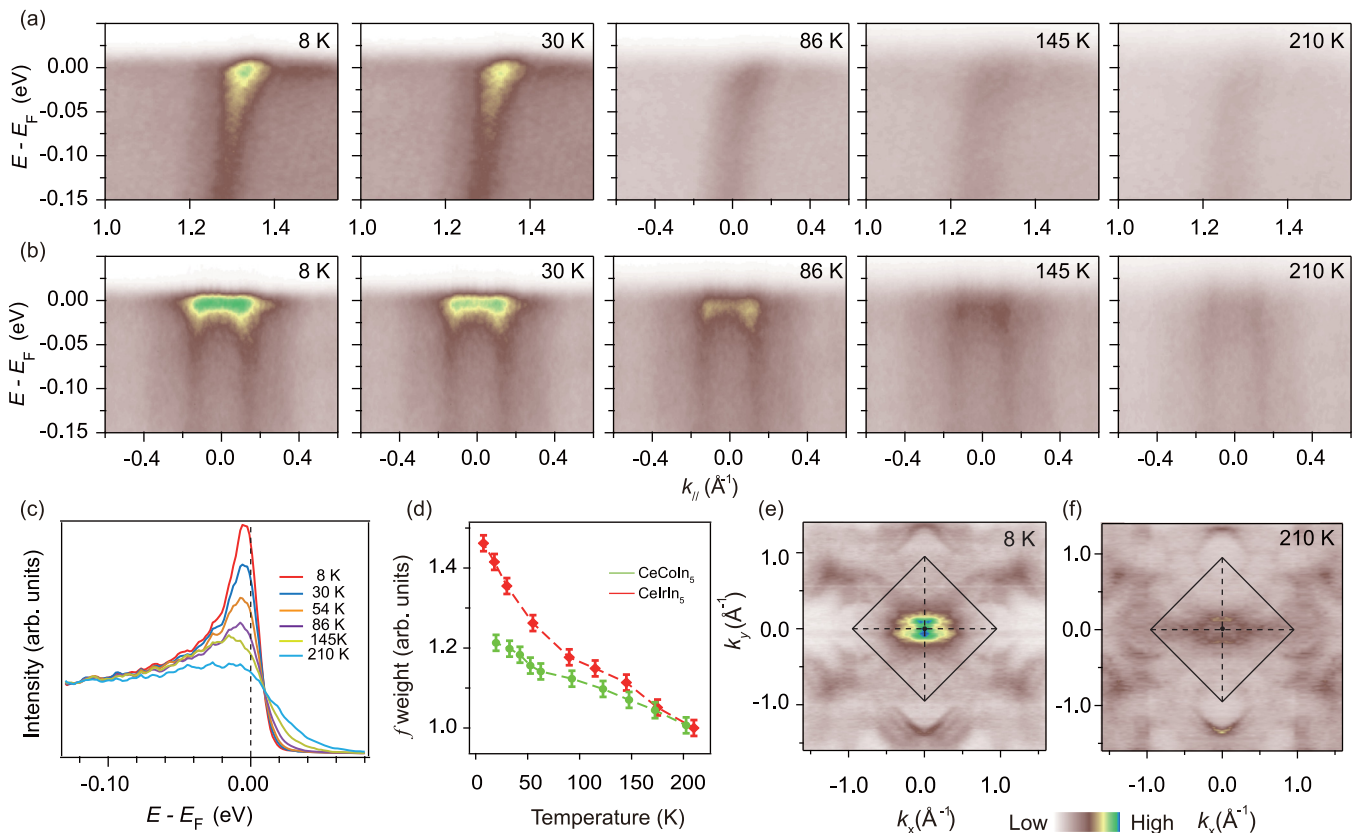 (a)
8 K
30 K
86 K
145 K
210 K
E - E_F (eV)
0.00
-0.05
-0.10
-0.15
1.0 1.2 1.4
1.0 1.2 1.4
-0.4 0.0 0.4
1.0 1.2 1.4
1.0 1.2 1.4
(b)
8 K
30 K
86 K
145 K
210 K
E - E_F (eV)
0.00
-0.05
-0.10
-0.15
-0.4 0.0 0.4
-0.4 0.0 0.4
-0.4 0.0 0.4
-0.4 0.0 0.4
-0.4 0.0 0.4
k_// (Å⁻¹)
(c)
Intensity (arb. units)
8 K
30 K
54 K
86 K
145K
210 K
-0.10 0.00
E - E_F (eV)
(d)
f weight (arb. units)
1.4
1.2
1.0
CeCoIn₅
CeIrIn₅
0 50 100 150 200
Temperature (K)
(e)
8 K
k_y (Å⁻¹)
1.0
0.0
-1.0
-1.0 0.0 1.0
k_x (Å⁻¹)
(f)
210 K
1.0
0.0
-1.0
-1.0 0.0 1.0
k_x (Å⁻¹)
Low High